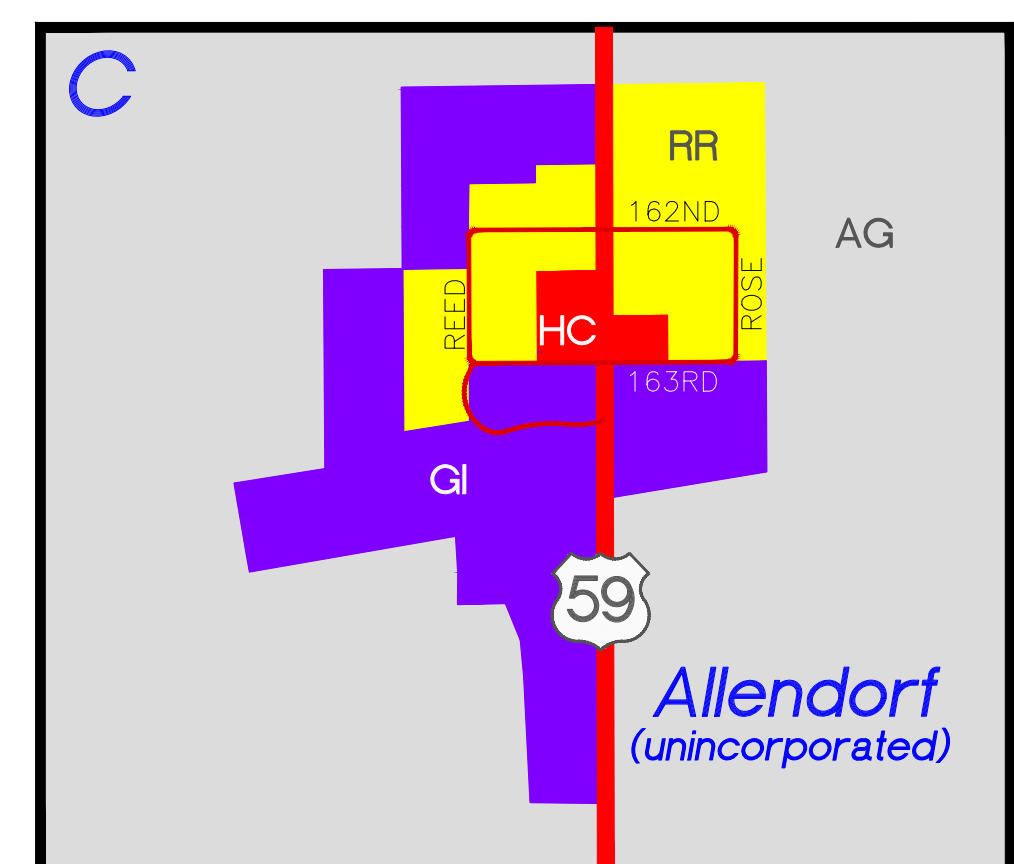 C
RR
162ND
AG
REED
ROSE
HC
163RD
GI
59
Allendorf
(unincorporated)